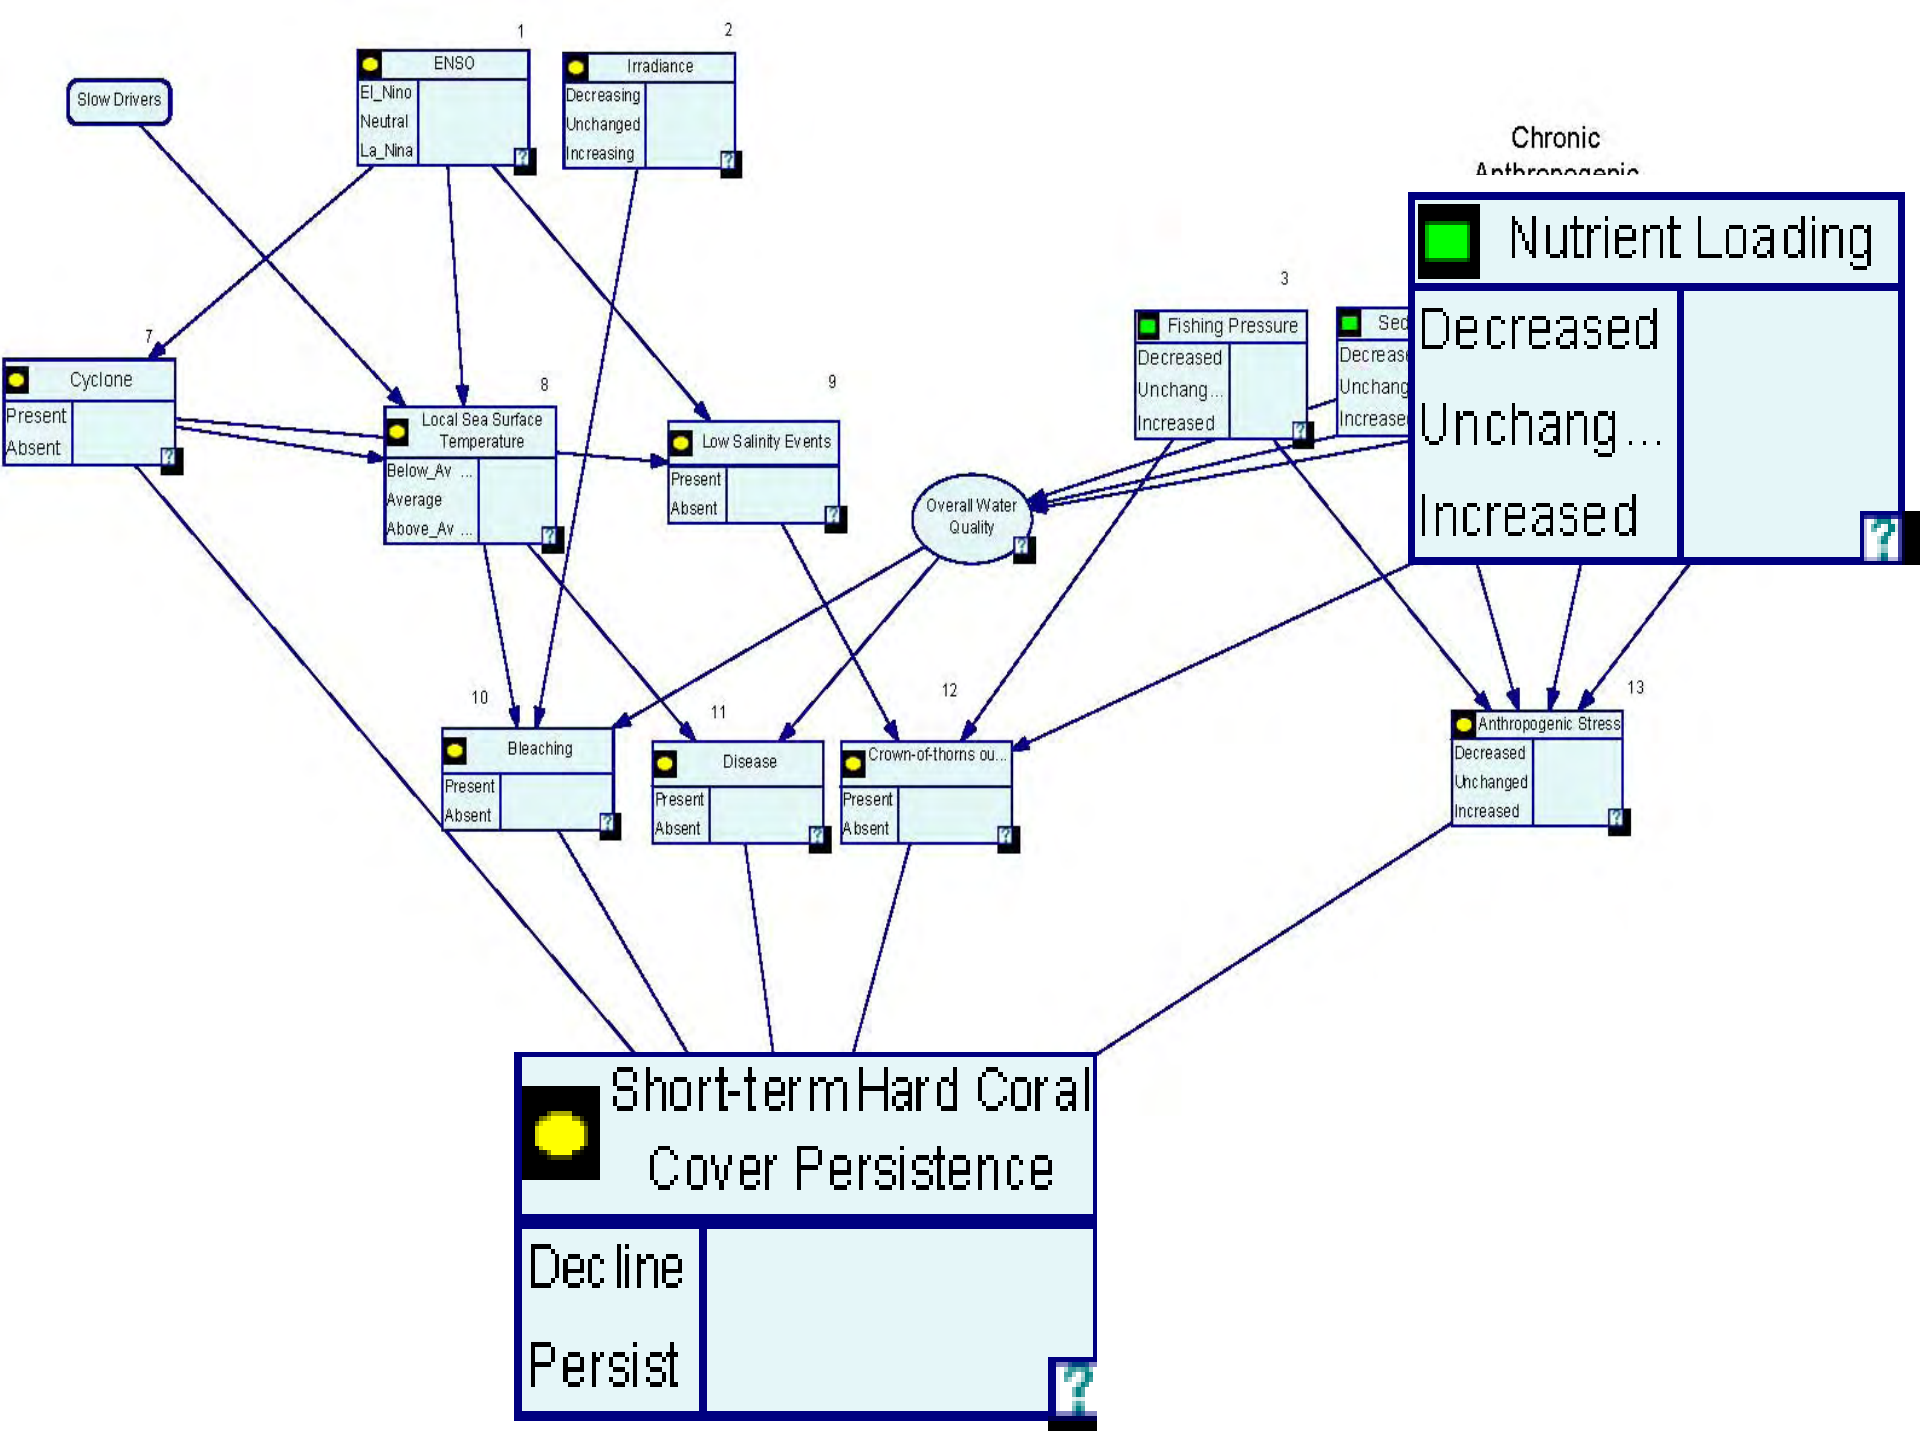 1
2
ENSO
Irradiance
Slow Drivers
El_Nino
Neutral
La_Nina
Decreasing
Unchanged
Increasing
Chronic
Anthropogenic
Nutrient Loading
Decreased
Unchang...
Increased
3
Fishing Pressure
Decreased
Unchang...
Increased
7
Cyclone
Present
Absent
8
Local Sea Surface
Temperature
Below_Av ...
Average
Above_Av ...
9
Low Salinity Events
Present
Absent
Overall Water
Quality
10
Bleaching
Present
Absent
11
Disease
Present
Absent
12
Crown-of-thorns ou...
Present
Absent
13
Anthropogenic Stress
Decreased
Unchanged
Increased
Short-term Hard Coral
Cover Persistence
Decline
Persist